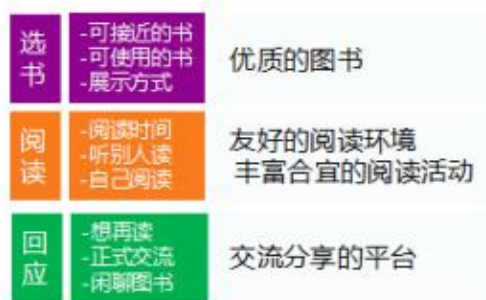 选书
-可接近的书
-可使用的书
-展示方式
优质的图书
阅读
-阅读时间
-听别人读
-自己阅读
友好的阅读环境
丰富合宜的阅读活动
回应
-想再读
-正式交流
-闲聊图书
交流分享的平台